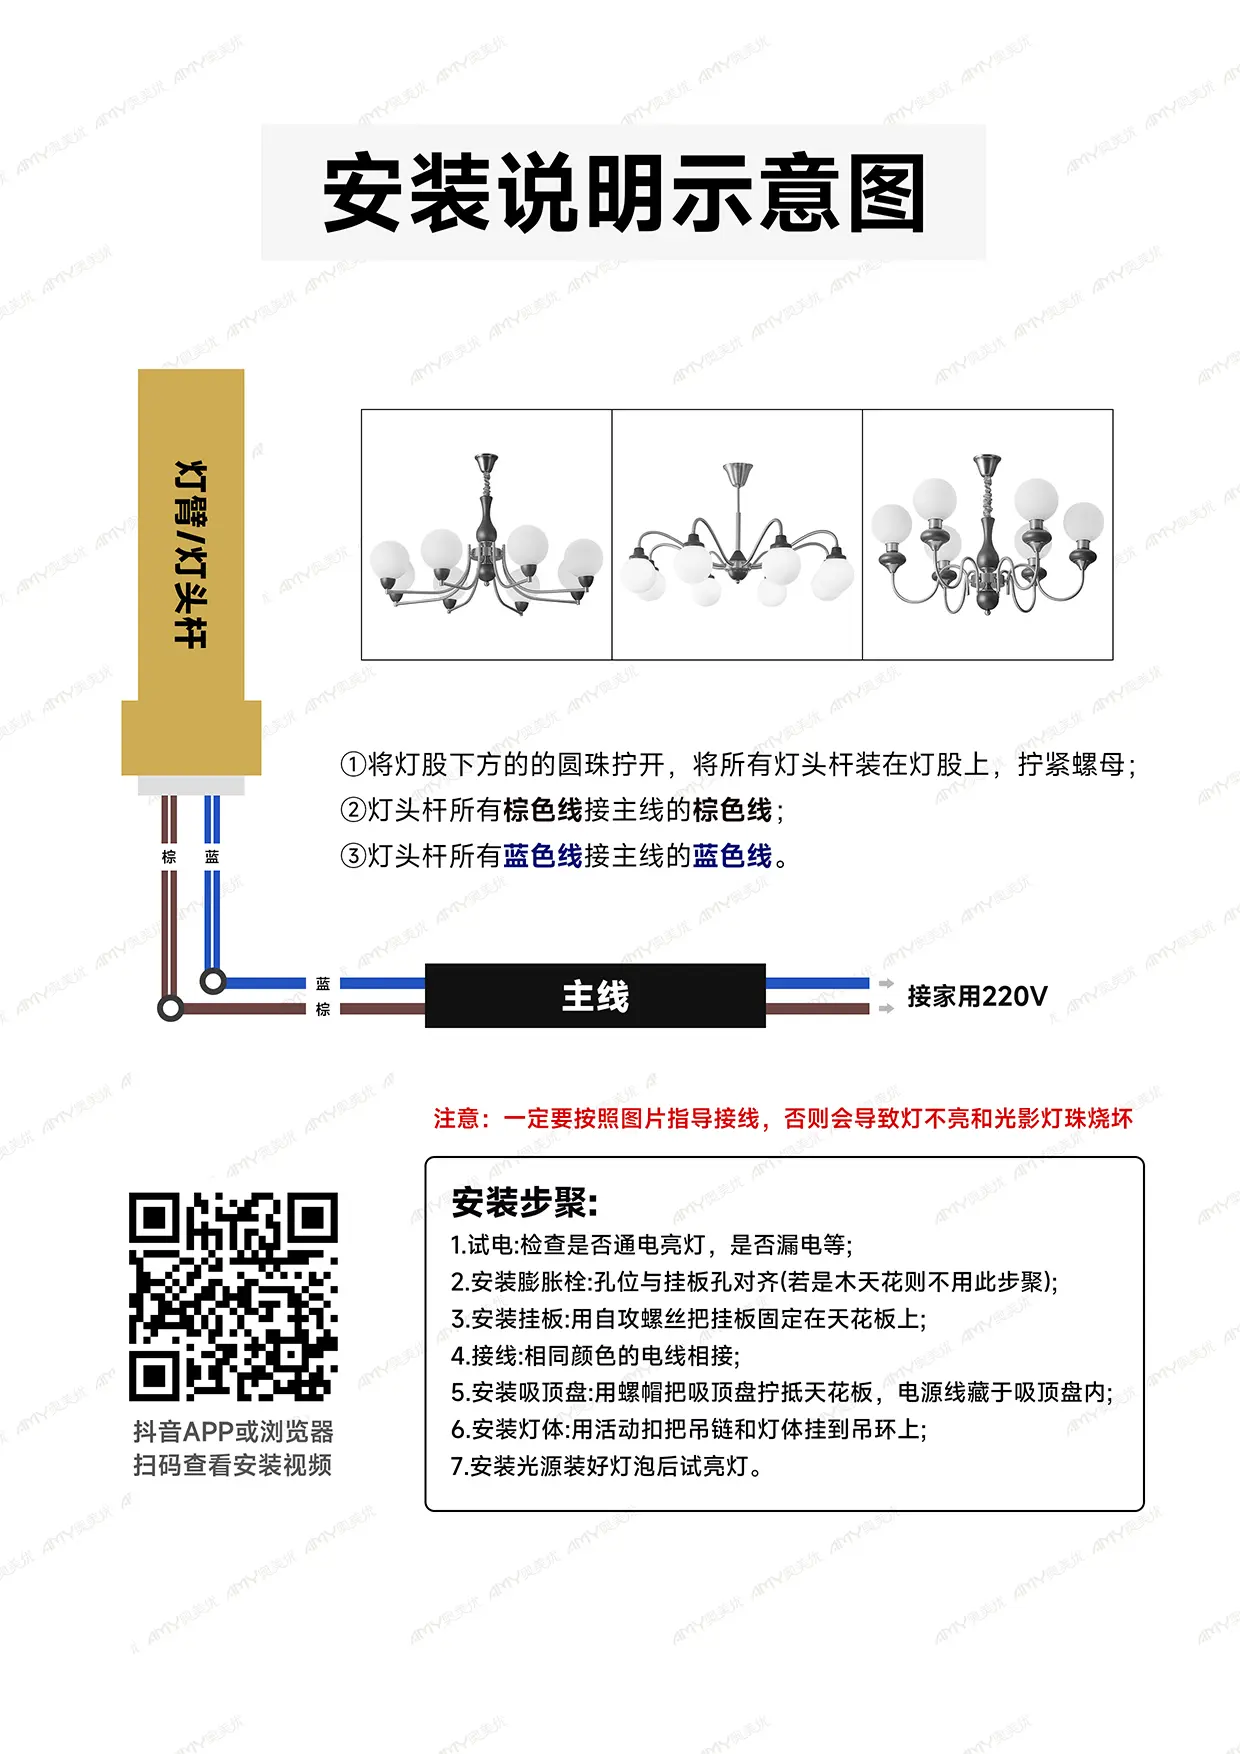 安装说明示意图
灯臂/灯头杆
①将灯股下方的的圆珠拧开，将所有灯头杆装在灯股上，拧紧螺母；
②灯头杆所有棕色线接主线的棕色线；
③灯头杆所有蓝色线接主线的蓝色线。
棕 蓝
蓝
棕
主线
接家用220V
注意：一定要按照图片指导接线，否则会导致灯不亮和光影灯珠烧坏
安装步聚:
1.试电:检查是否通电亮灯，是否漏电等;
2.安装膨胀栓:孔位与挂板孔对齐(若是木天花则不用此步聚);
3.安装挂板:用自攻螺丝把挂板固定在天花板上;
4.接线:相同颜色的电线相接;
5.安装吸顶盘:用螺帽把吸顶盘拧抵天花板，电源线藏于吸顶盘内;
6.安装灯体:用活动扣把吊链和灯体挂到吊环上;
7.安装光源装好灯泡后试亮灯。
抖音APP或浏览器
扫码查看安装视频
AMY奥美优